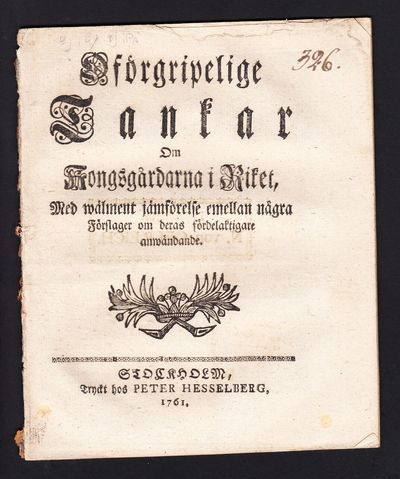 326.
Oförgripelige
Tankar
Om
Kongsgårdarna i Riket,
Med wälment jämförelse emellan några
Förslager om deras fördelaktigare
anwändande.
STOCKHOLM,
Tryckt hos PETER HESSELBERG,
1761,